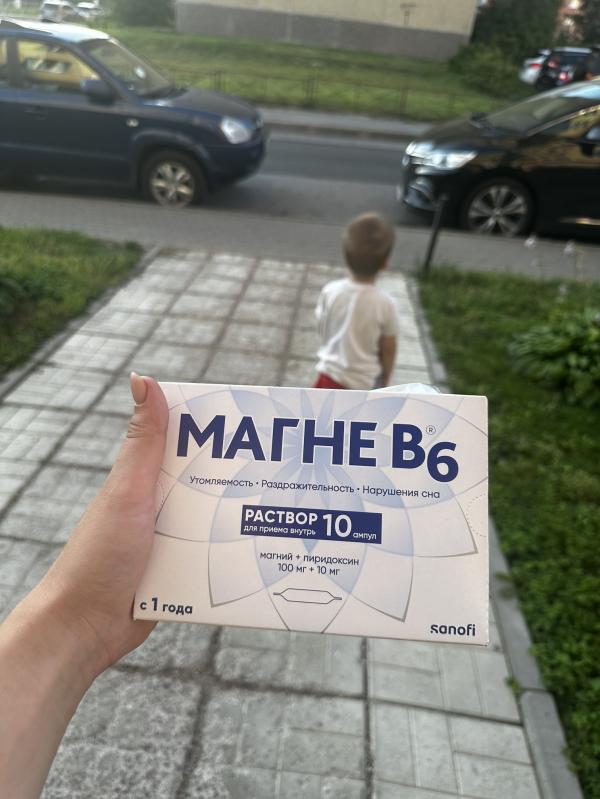 МАГНЕ B6®
Утомляемость • Раздражительность • Нарушения сна
РАСТВОР 10
для приема внутрь ампул
магний + пиридоксин
100 мг + 10 мг
с 1 года
sanofi